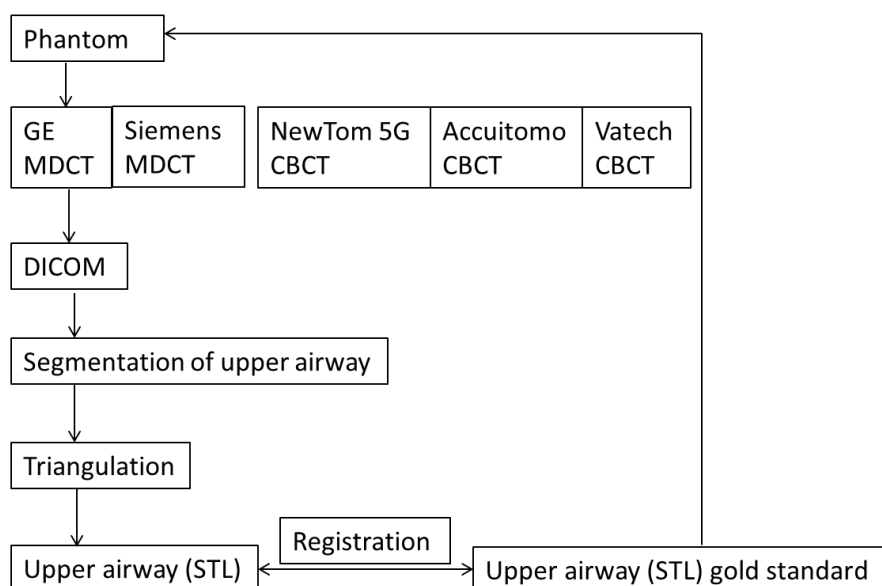 Phantom
GE
MDCT
Siemens
MDCT
NewTom 5G
CBCT
Accuitomo
CBCT
Vatech
CBCT
DICOM
Segmentation of upper airway
Triangulation
Registration
Upper airway (STL)
Upper airway (STL) gold standard